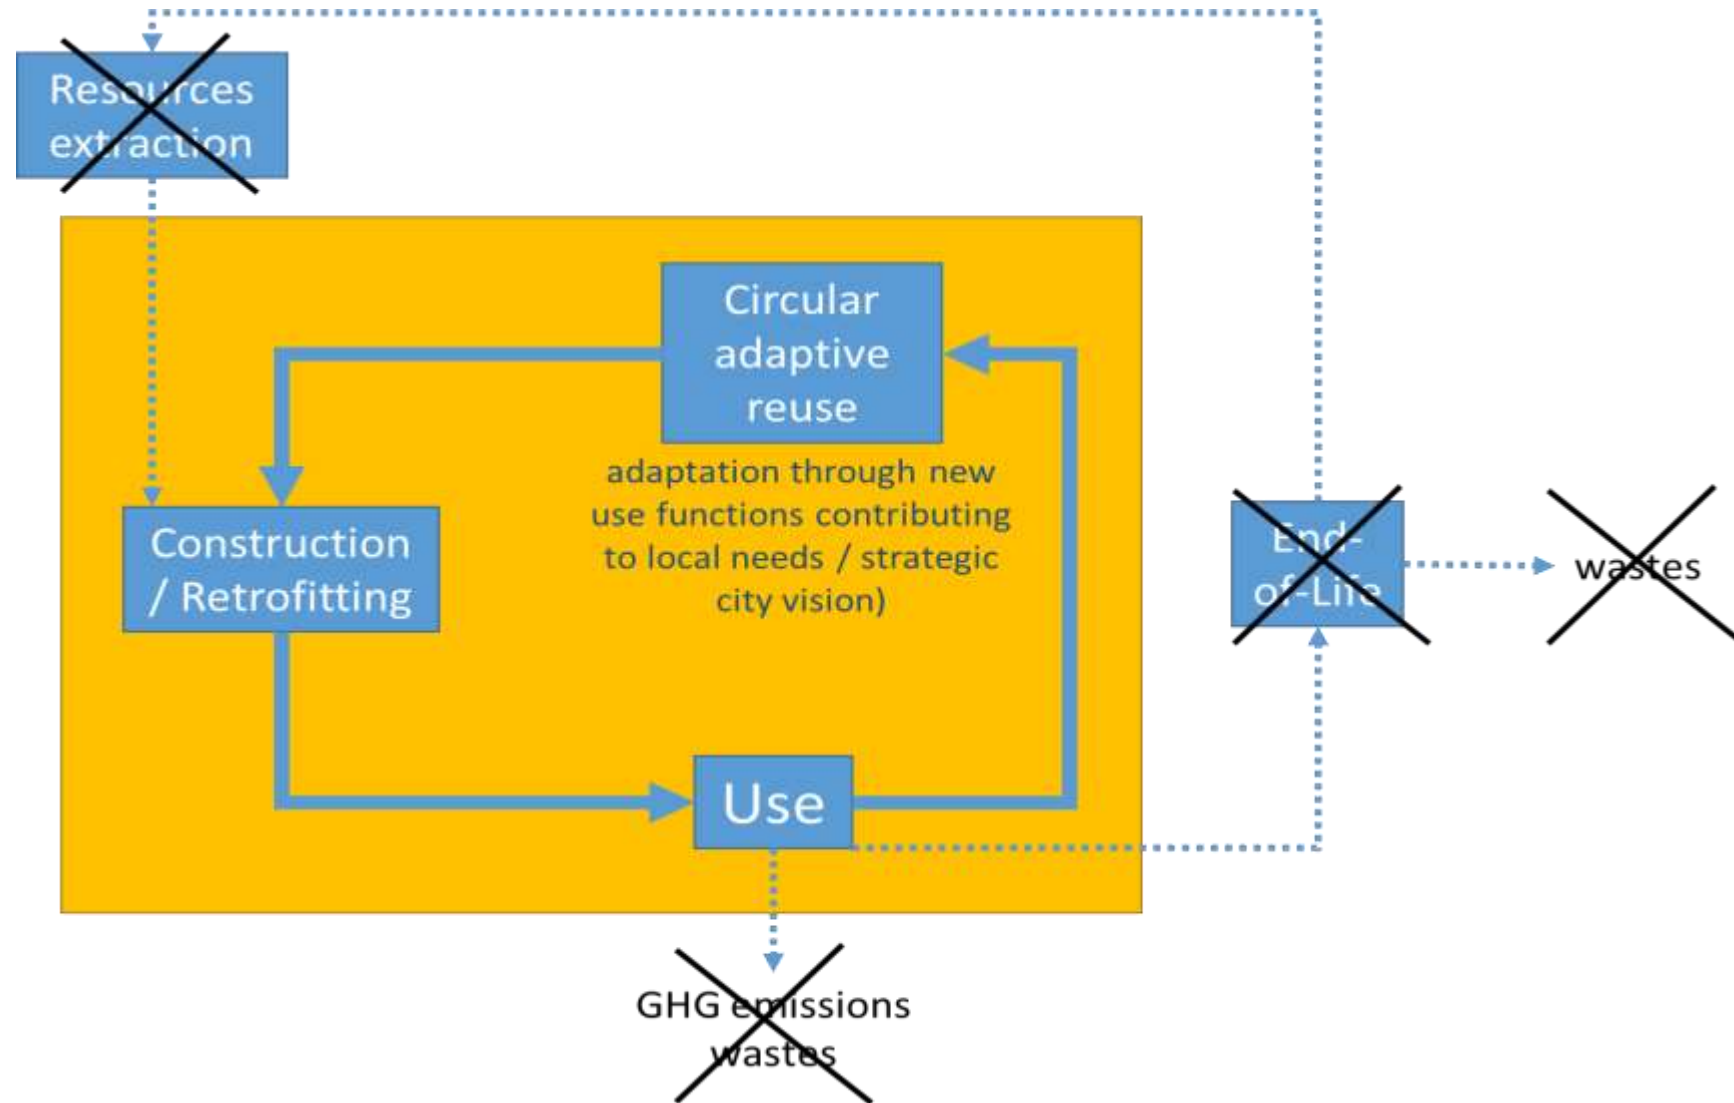 Resources
extraction
Circular
adaptive
reuse
adaptation through new
use functions contributing
to local needs / strategic
city vision)
Construction
/ Retrofitting
End-
of-Life
wastes
Use
GHG emissions
wastes